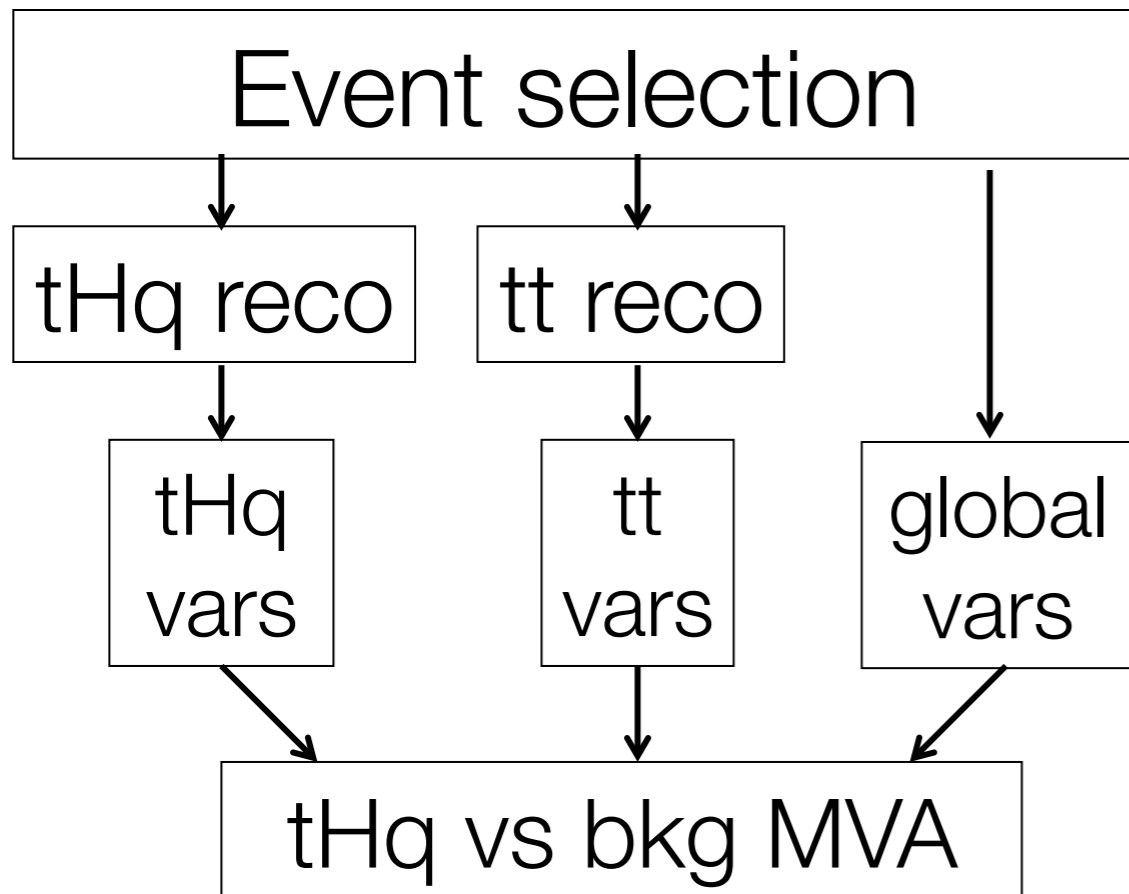 Event selection
tHq reco
tt reco
tHq
vars
tt
vars
global
vars
tHq vs bkg MVA